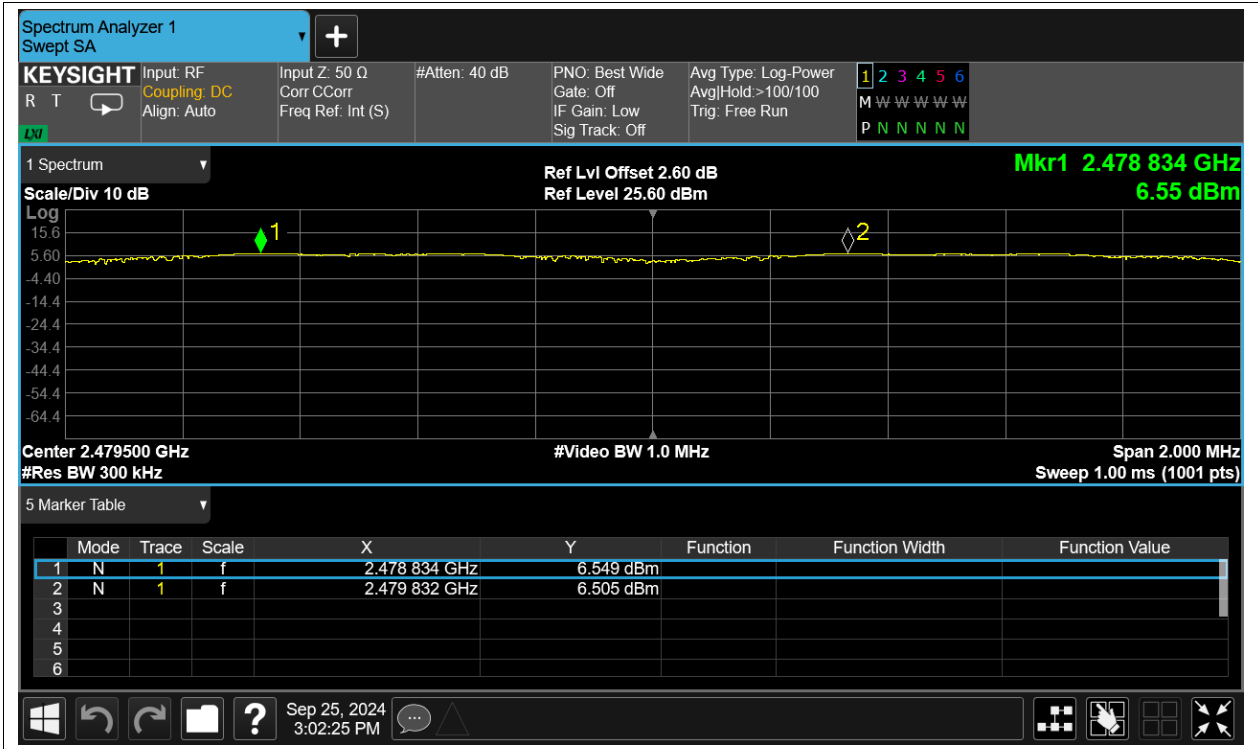 Spectrum Analyzer 1
Swept SA
KEYSIGHT
R T
LXI
Input: RF
Coupling: DC
Align: Auto
Input Z: 50 Ω
Corr CCorr
Freq Ref: Int (S)
#Atten: 40 dB
PNO: Best Wide
Gate: Off
IF Gain: Low
Sig Track: Off
Avg Type: Log-Power
Avg|Hold:>100/100
Trig: Free Run
1 2 3 4 5 6
M W W W W W
P N N N N N
1 Spectrum
Scale/Div 10 dB
Ref Lvl Offset 2.60 dB
Ref Level 25.60 dBm
Mkr1 2.478 834 GHz
6.55 dBm
Log
15.6
5.60
-4.40
-14.4
-24.4
-34.4
-44.4
-54.4
-64.4
1
2
Center 2.479500 GHz
#Res BW 300 kHz
#Video BW 1.0 MHz
Span 2.000 MHz
Sweep 1.00 ms (1001 pts)
5 Marker Table
Mode Trace Scale X Y Function Function Width Function Value
1 N 1 f 2.478 834 GHz 6.549 dBm
2 N 1 f 2.479 832 GHz 6.505 dBm
3
4
5
6
?
Sep 25, 2024
3:02:25 PM